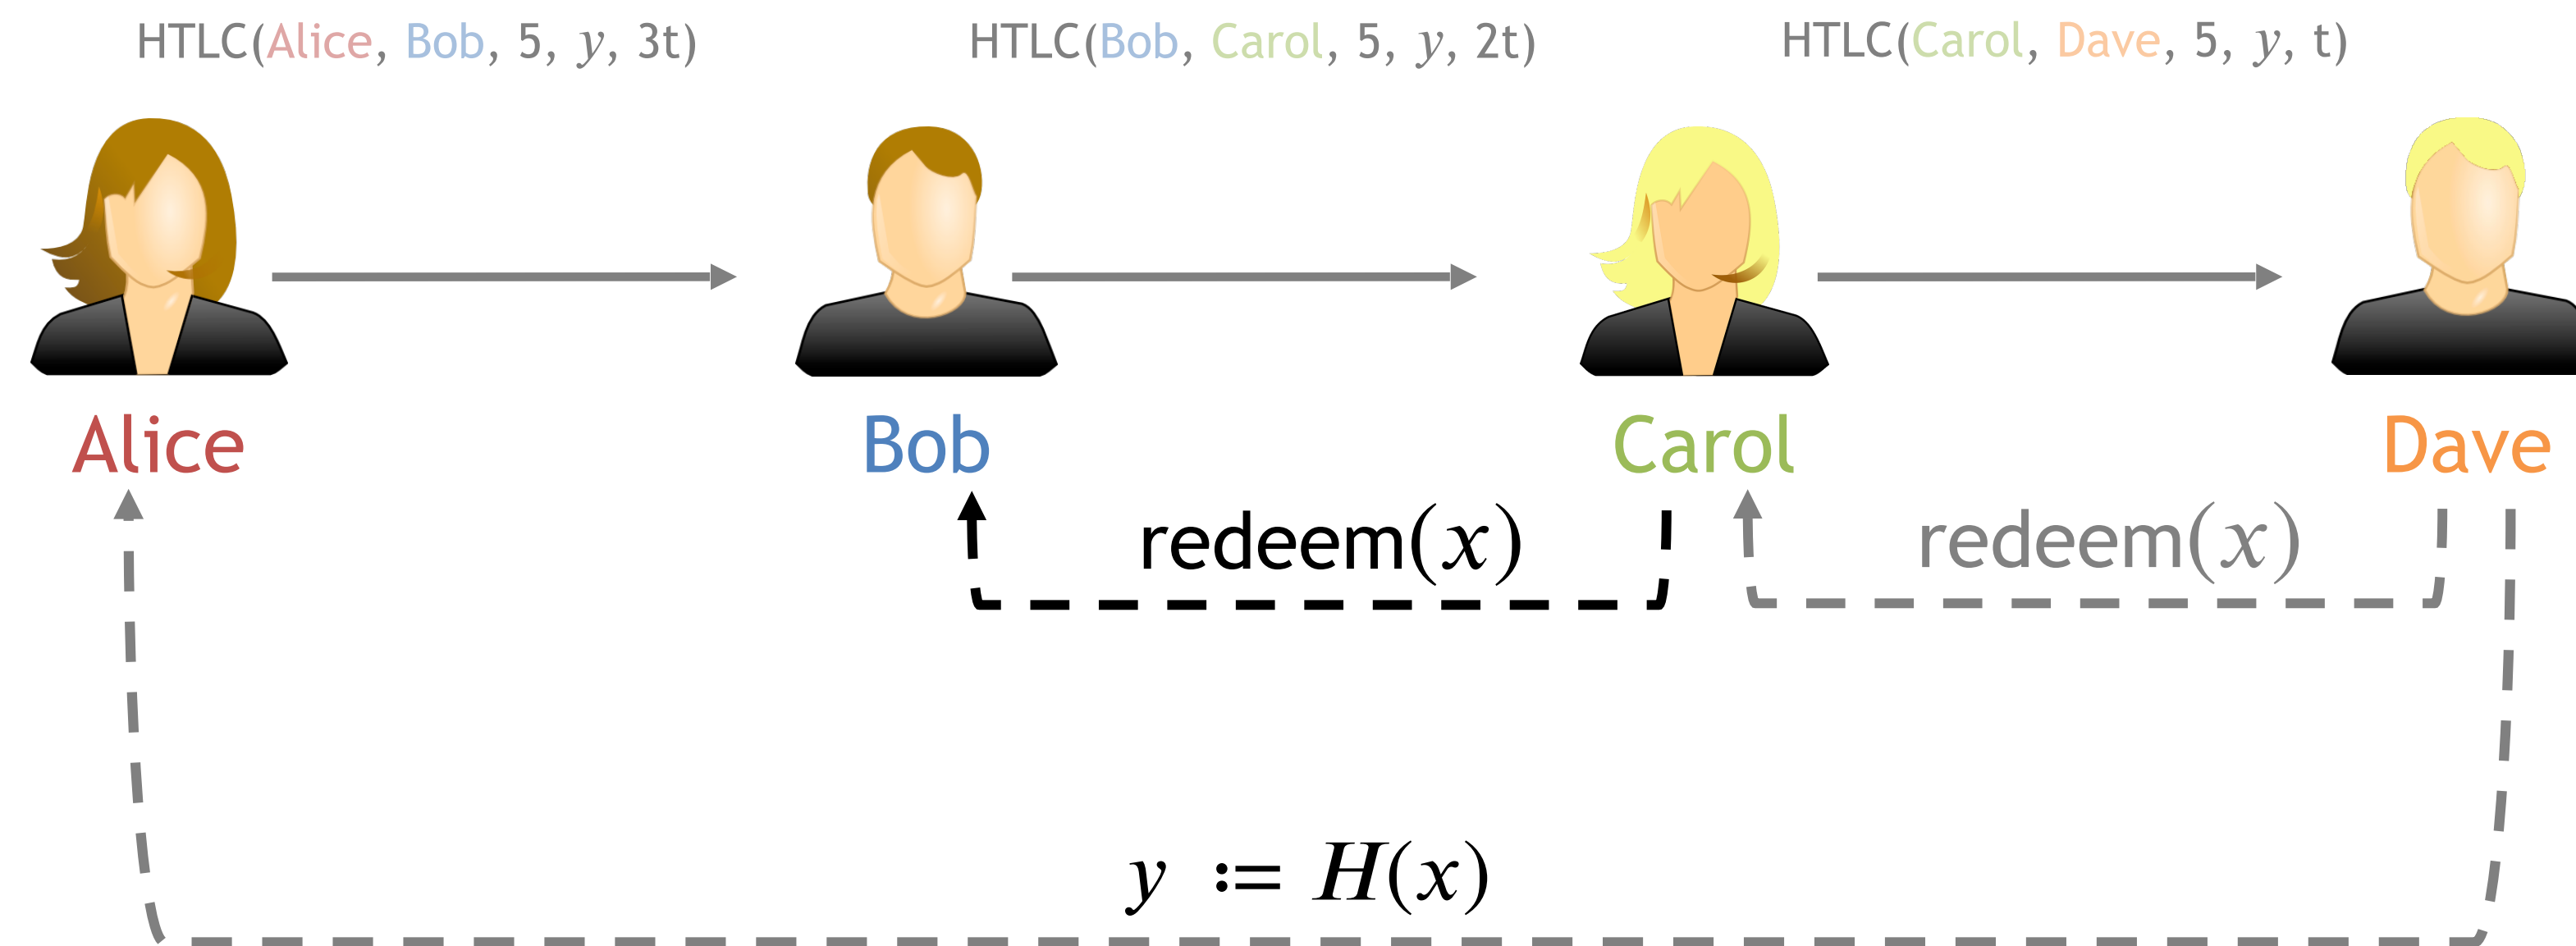 HTLC(Alice, Bob, 5, y, 3t) HTLC(Bob, Carol, 5, y, 2t) HTLC(Carol, Dave, 5, y, t)
Alice Bob Carol Dave
redeem(x) redeem(x)
y := H(x)